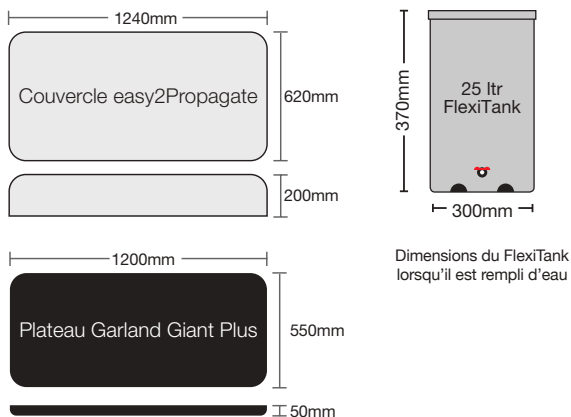 1240mm
Couvercle easy2Propagate
620mm
200mm
370mm
25 ltr
FlexiTank
300mm
Dimensions du FlexiTank
lorsqu'il est rempli d'eau
1200mm
Plateau Garland Giant Plus
550mm
50mm